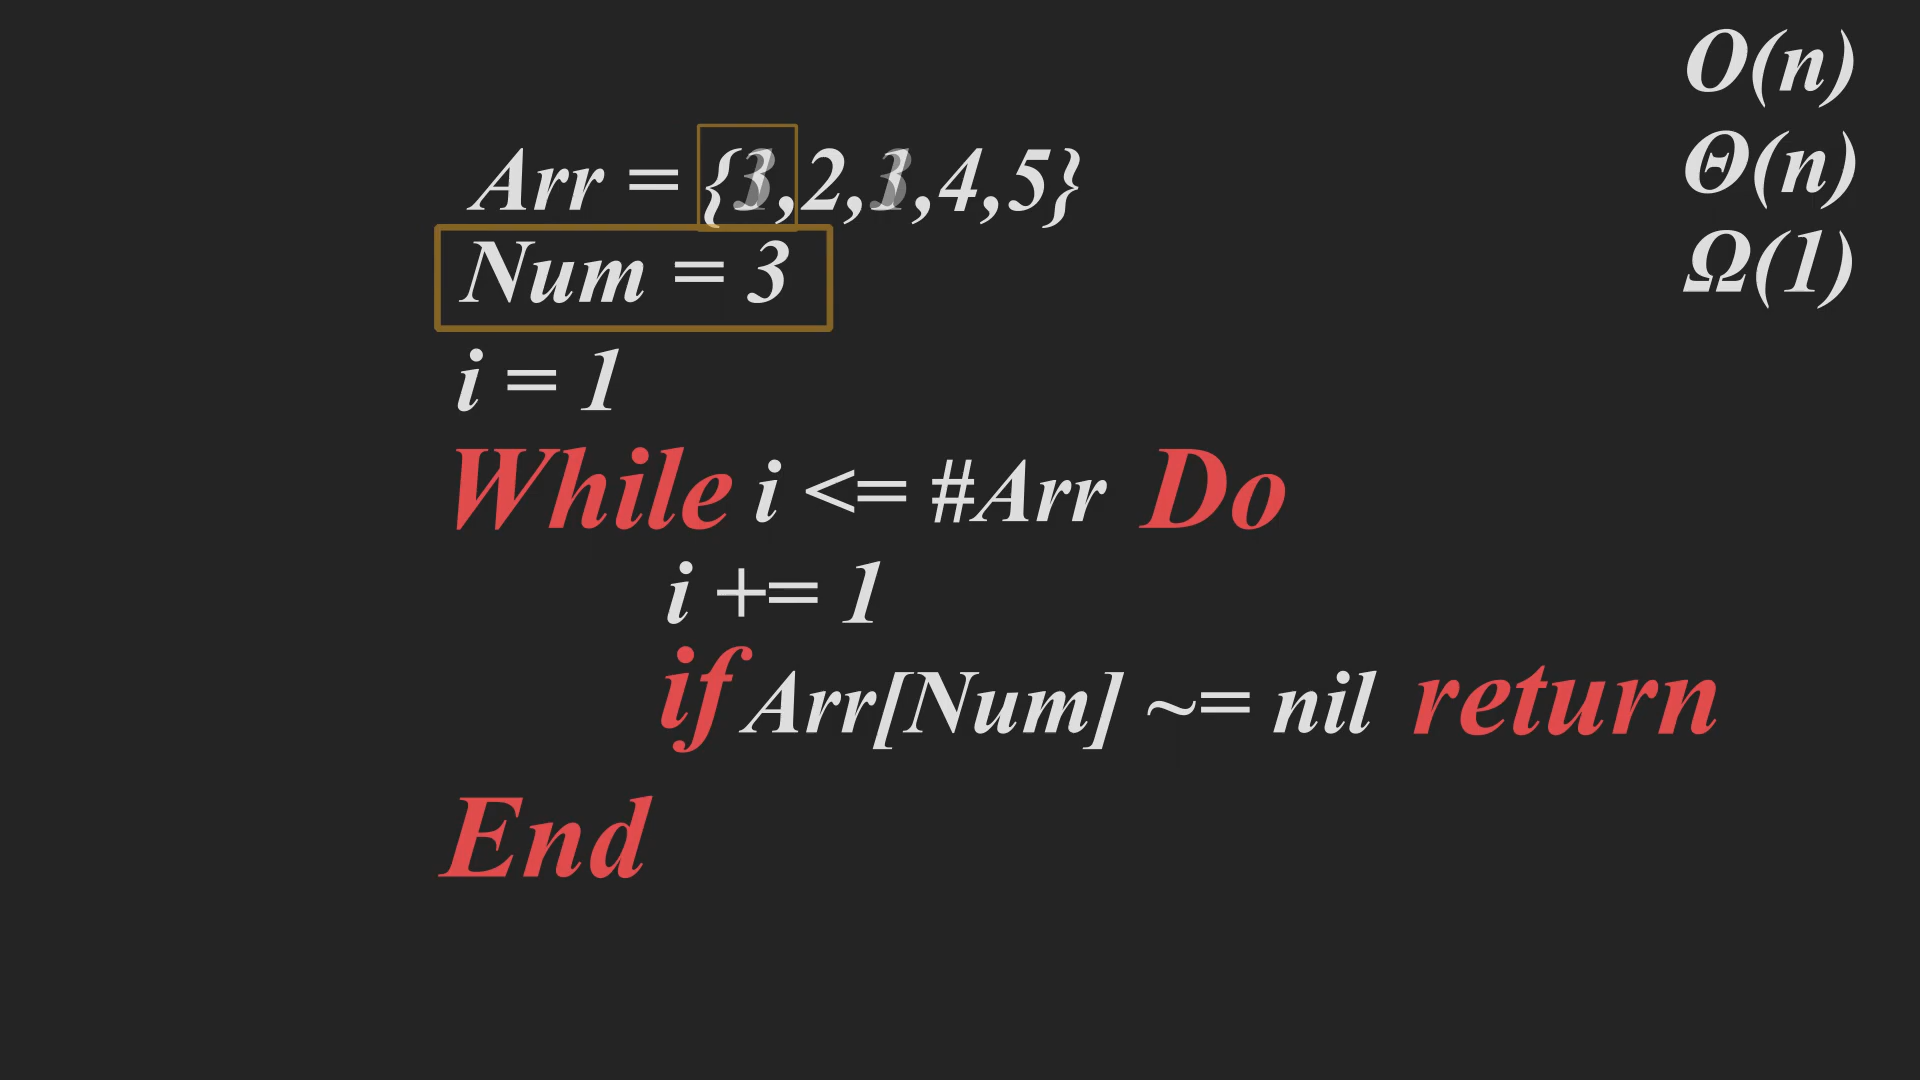 O(n)
Arr = {3,2,1,4,5}
Θ(n)
Num = 3
Ω(1)
i = 1
While i <= #Arr Do
i += 1
if Arr[Num] ~= nil return
End